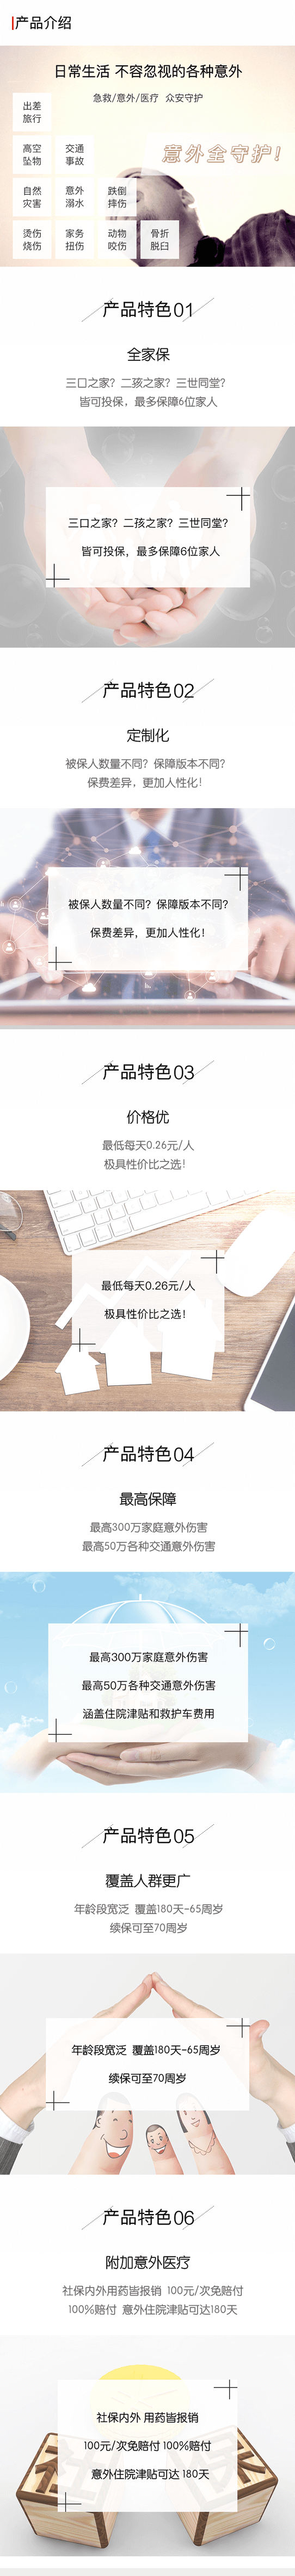 产品介绍
日常生活 不容忽视的各种意外
急救/意外/医疗 众安守护
出差
旅行
意外全守护!
高空
坠物
交通
事故
自然
灾害
意外
溺水
跌倒
摔伤
烫伤
烧伤
家务
扭伤
动物
咬伤
骨折
脱臼
产品特色01
全家保
三口之家？二孩之家？三世同堂？
皆可投保，最多保障6位家人
三口之家？二孩之家？三世同堂？
皆可投保，最多保障6位家人
产品特色02
定制化
被保人数量不同？保障版本不同？
保费差异，更加人性化！
被保人数量不同？保障版本不同？
保费差异，更加人性化！
产品特色03
价格优
最低每天0.26元/人
极具性价比之选！
最低每天0.26元/人
极具性价比之选！
产品特色04
最高保障
最高300万家庭意外伤害
最高50万各种交通意外伤害
最高300万家庭意外伤害
最高50万各种交通意外伤害
涵盖住院津贴和救护车费用
产品特色05
覆盖人群更广
年龄段宽泛 覆盖180天-65周岁
续保可至70周岁
年龄段宽泛 覆盖180天-65周岁
续保可至70周岁
产品特色06
附加意外医疗
社保内外用药皆报销 100元/次免赔付
100%赔付 意外住院津贴可达180天
社保内外 用药皆报销
100元/次免赔付 100%赔付
意外住院津贴可达 180天